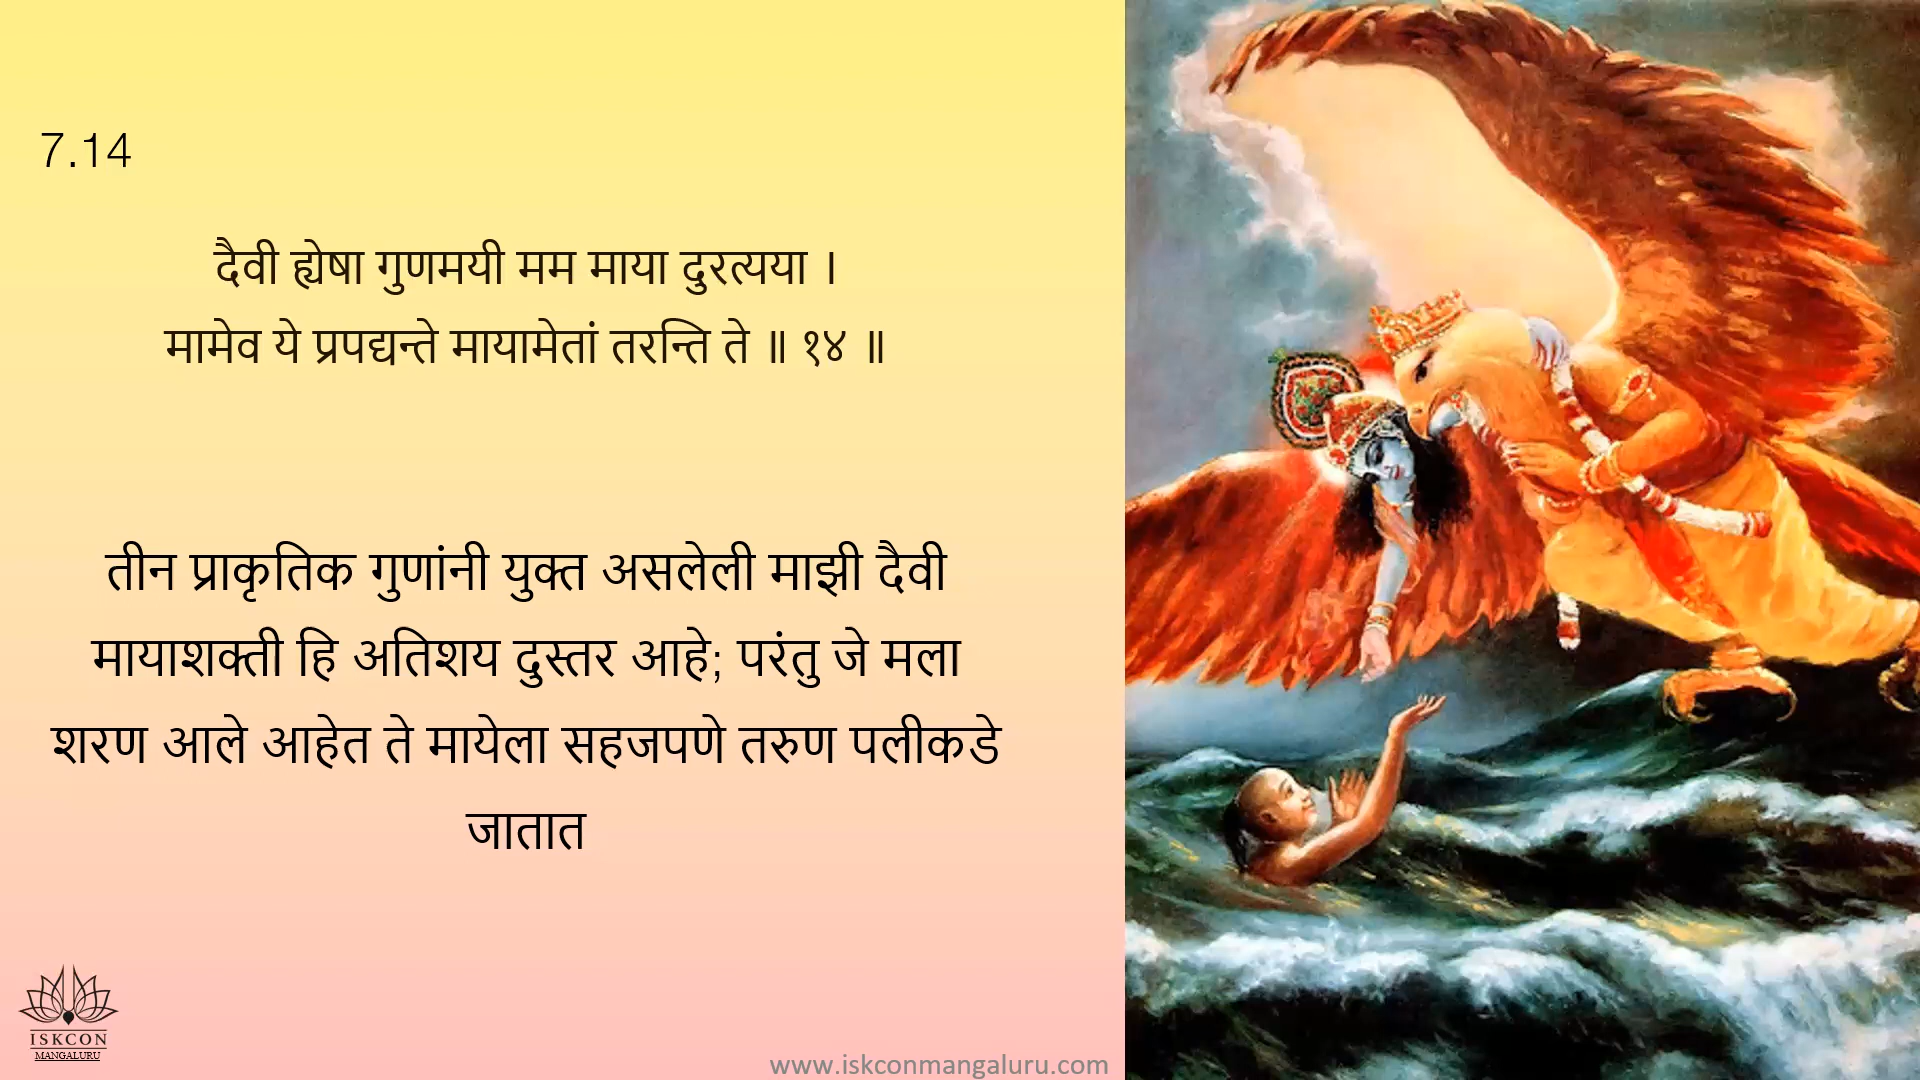 7.14
दैवी ह्येषा गुणमयी मम माया दुरत्यया ।
मामेव ये प्रपद्यन्ते मायामेतां तरन्ति ते ॥ १४ ॥
तीन प्राकृतिक गुणांनी युक्त असलेली माझी दैवी
मायाशक्ती हि अतिशय दुस्तर आहे; परंतु जे मला
शरण आले आहेत ते मायेला सहजपणे तरुण पलीकडे
जातात
ISKCON
MANGALURU
www.iskconmangaluru.com